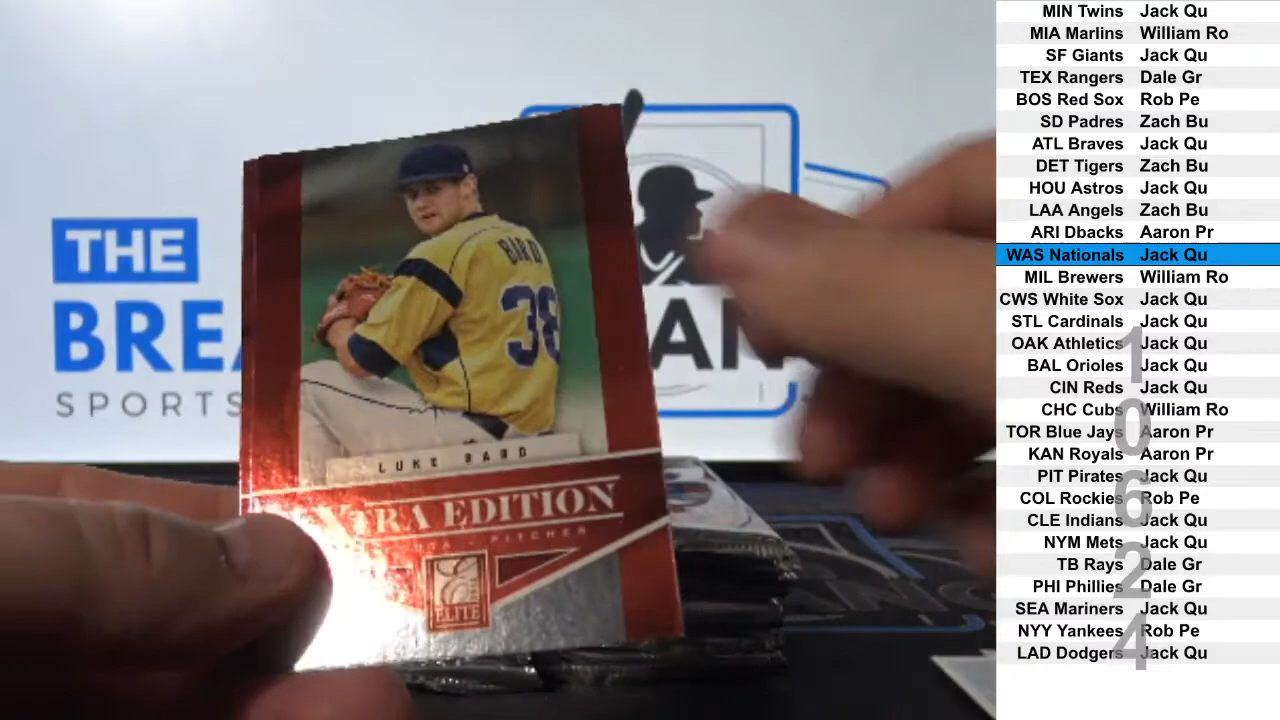 THE
BREA
SPORTS
AN
BARD
38
LUKE BARD
TRA EDITION
PITCHER
E
ELITE
MIN Twins Jack Qu
MIA Marlins William Ro
SF Giants Jack Qu
TEX Rangers Dale Gr
BOS Red Sox Rob Pe
SD Padres Zach Bu
ATL Braves Jack Qu
DET Tigers Zach Bu
HOU Astros Jack Qu
LAA Angels Zach Bu
ARI Dbacks Aaron Pr
WAS Nationals Jack Qu
MIL Brewers William Ro
CWS White Sox Jack Qu
STL Cardinals Jack Qu
OAK Athletics Jack Qu
BAL Orioles Jack Qu
CIN Reds Jack Qu
CHC Cubs William Ro
TOR Blue Jays Aaron Pr
KAN Royals Aaron Pr
PIT Pirates Jack Qu
COL Rockies Rob Pe
CLE Indians Jack Qu
NYM Mets Jack Qu
TB Rays Dale Gr
PHI Phillies Dale Gr
SEA Mariners Jack Qu
NYY Yankees Rob Pe
LAD Dodgers Jack Qu
1
0
6
2
4